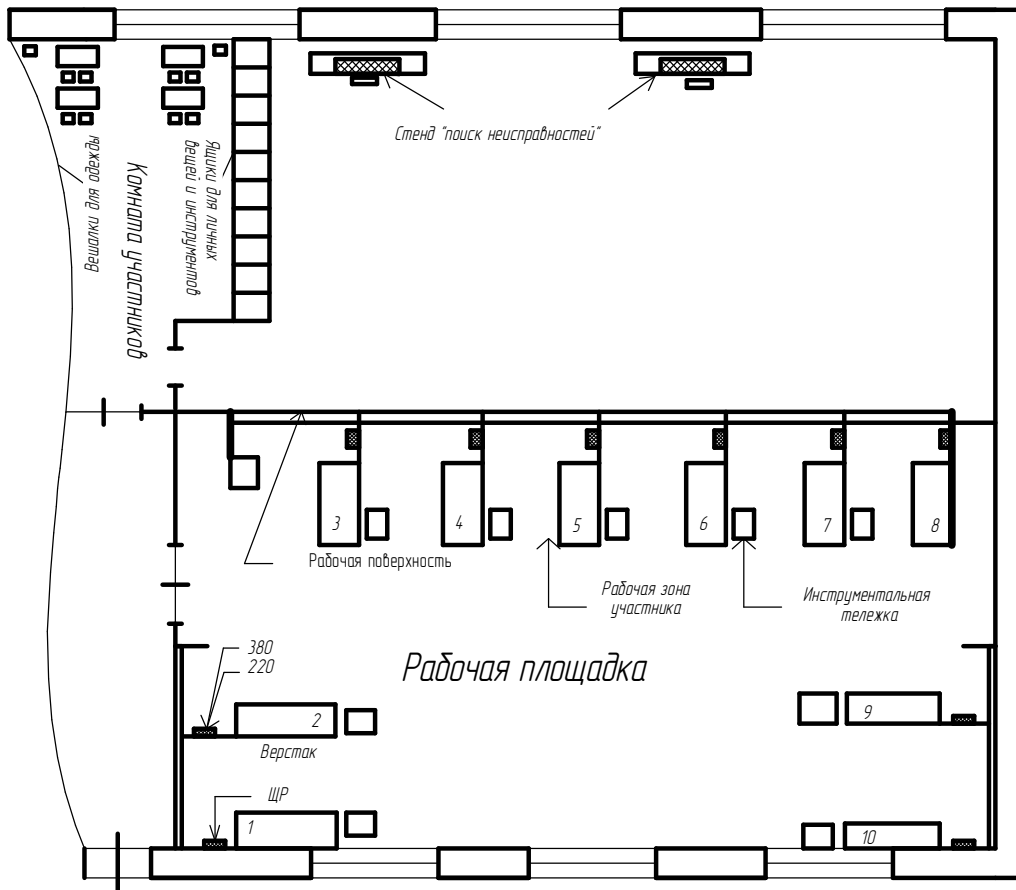 Стенд "поиск неисправностей"
Вешалки для одежды
Комната участников
Ящики для личных
вещей и инструментов
3
4
5
6
7
8
Рабочая поверхность
Рабочая зона
участника
Инструментальная
тележка
380
220
Рабочая площадка
2
9
Верстак
ЩР
1
10